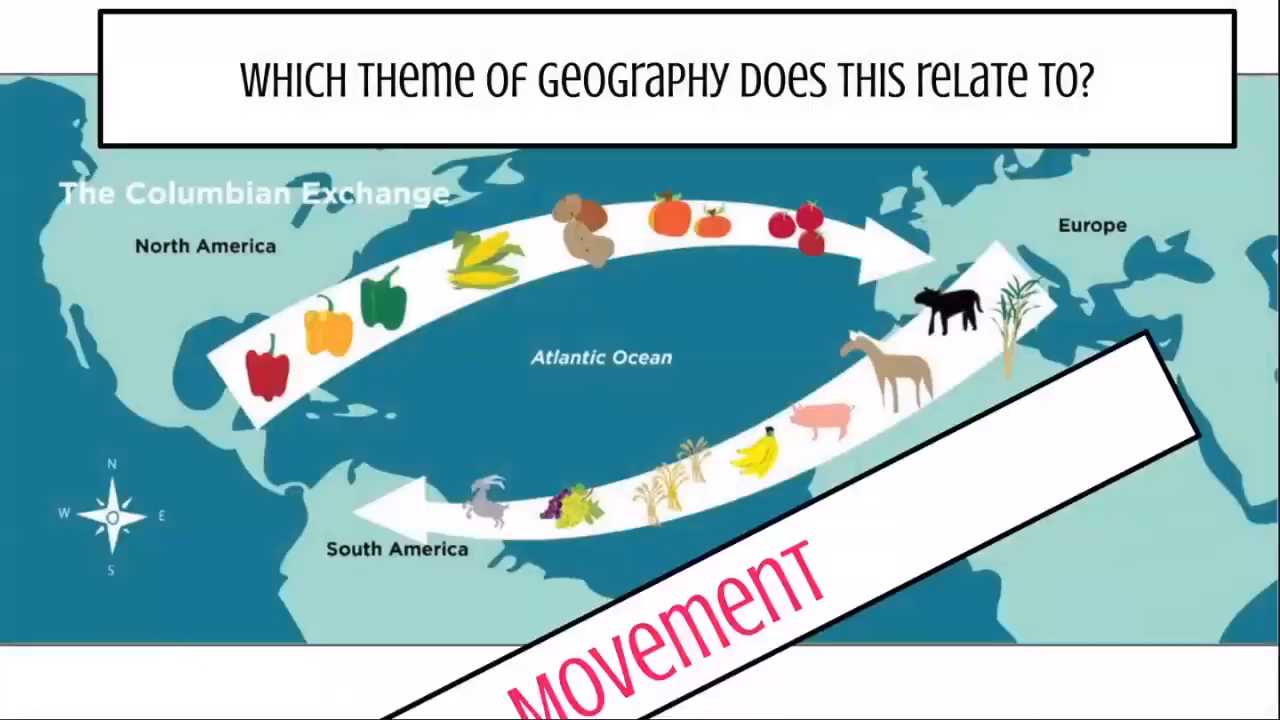 WHICH THEME OF GEOGRAPHY DOES THIS RELATE TO?
The Columbian Exchange
North America
Europe
Atlantic Ocean
N
W E
S
South America
MOVEMENT